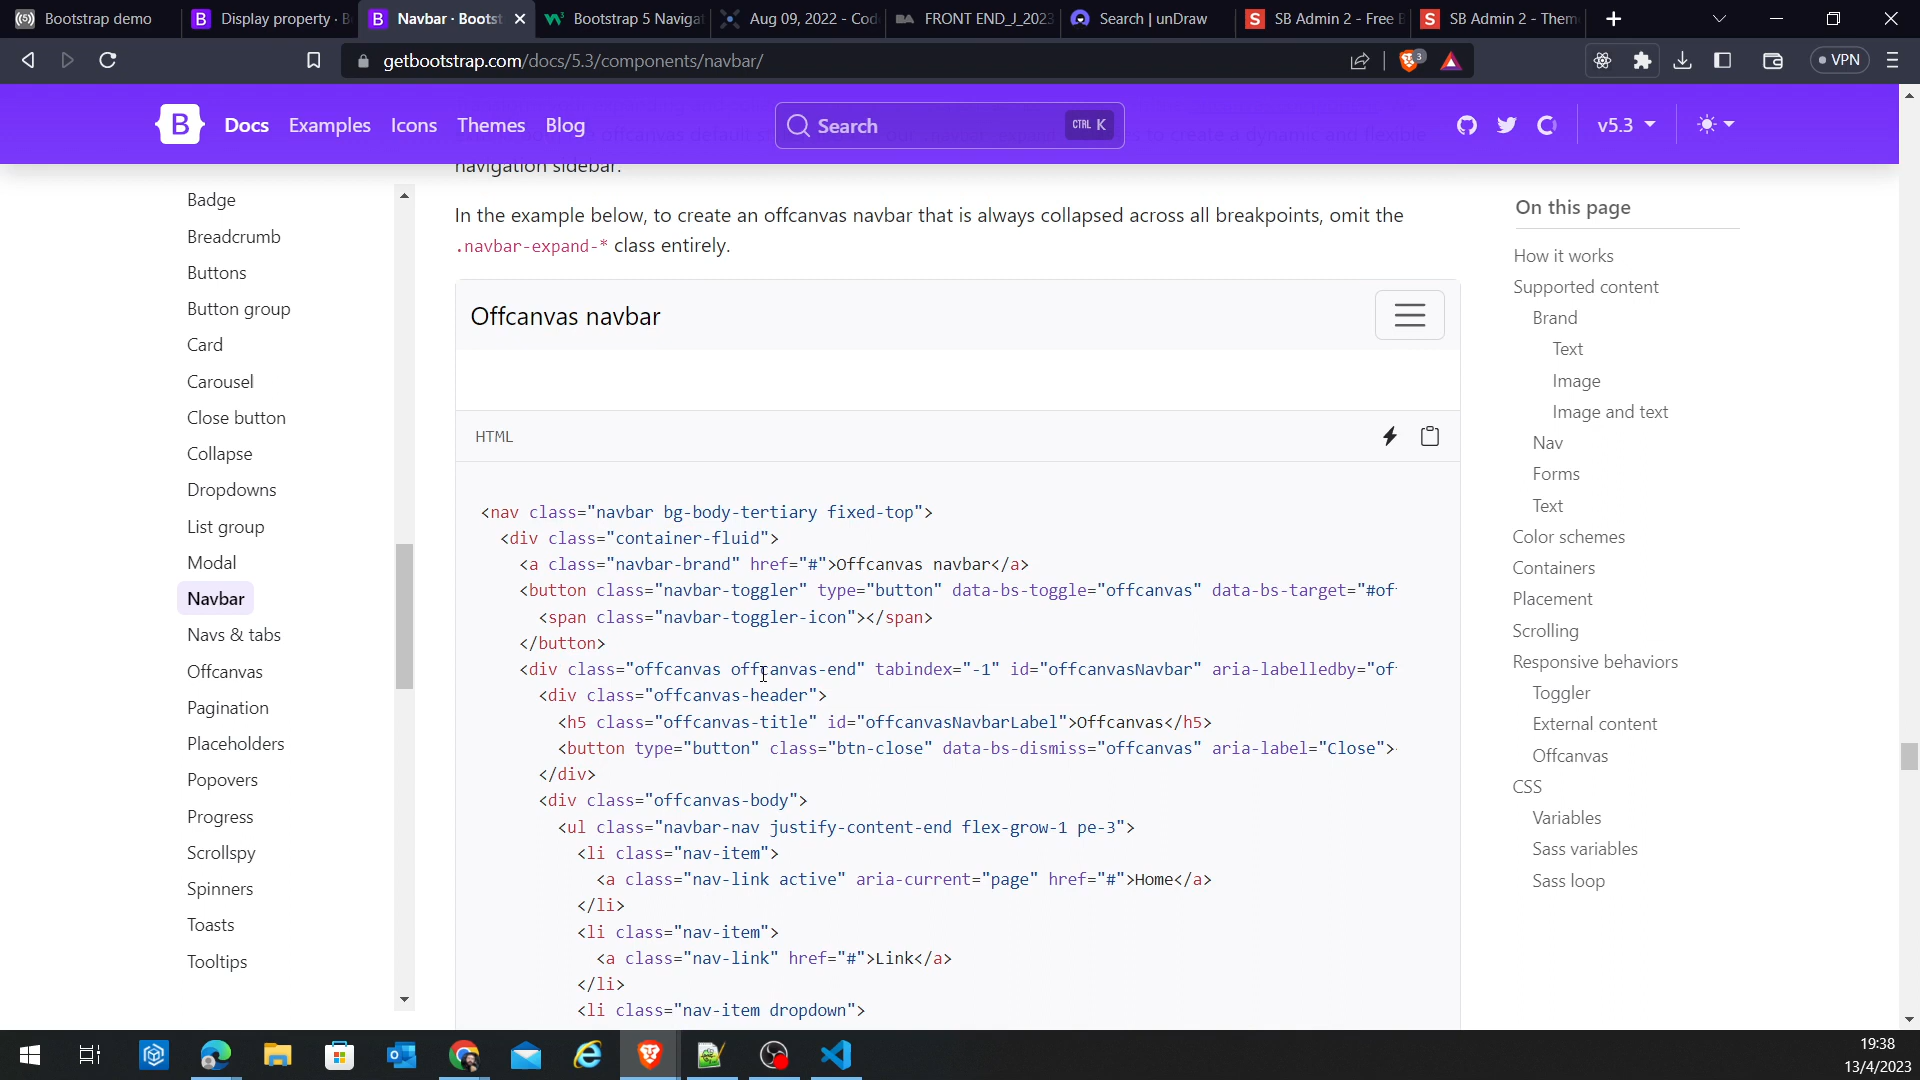 Bootstrap demo
Display property · B
Navbar · Bootst
Bootstrap 5 Navigat
Aug 09, 2022 - Cod
FRONT END_J_2023
Search | unDraw
SB Admin 2 - Free B
SB Admin 2 - Them
getbootstrap.com/docs/5.3/components/navbar/
3
VPN
B
Docs
Examples
Icons
Themes
Blog
Search
CTRL K
v5.3
navigation sidebar.
In the example below, to create an offcanvas navbar that is always collapsed across all breakpoints, omit the
.navbar-expand-* class entirely.
Badge
Breadcrumb
Buttons
Button group
Card
Carousel
Close button
Collapse
Dropdowns
List group
Modal
Navbar
Navs & tabs
Offcanvas
Pagination
Placeholders
Popovers
Progress
Scrollspy
Spinners
Toasts
Tooltips
Offcanvas navbar
HTML
<nav class="navbar bg-body-tertiary fixed-top">
<div class="container-fluid">
<a class="navbar-brand" href="#">Offcanvas navbar</a>
<button class="navbar-toggler" type="button" data-bs-toggle="offcanvas" data-bs-target="#of
<span class="navbar-toggler-icon"></span>
</button>
<div class="offcanvas offcanvas-end" tabindex="-1" id="offcanvasNavbar" aria-labelledby="of
<div class="offcanvas-header">
<h5 class="offcanvas-title" id="offcanvasNavbarLabel">Offcanvas</h5>
<button type="button" class="btn-close" data-bs-dismiss="offcanvas" aria-label="Close">
</div>
<div class="offcanvas-body">
<ul class="navbar-nav justify-content-end flex-grow-1 pe-3">
<li class="nav-item">
<a class="nav-link active" aria-current="page" href="#">Home</a>
</li>
<li class="nav-item">
<a class="nav-link" href="#">Link</a>
</li>
<li class="nav-item dropdown">
On this page
How it works
Supported content
Brand
Text
Image
Image and text
Nav
Forms
Text
Color schemes
Containers
Placement
Scrolling
Responsive behaviors
Toggler
External content
Offcanvas
CSS
Variables
Sass variables
Sass loop
19:38
13/4/2023